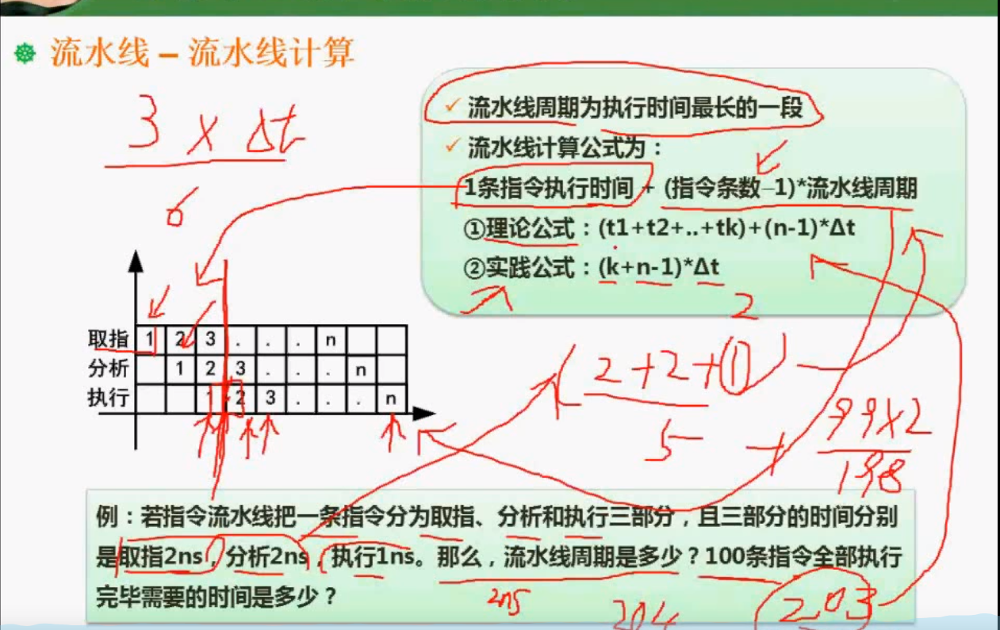 流水线 – 流水线计算
3 × Δt
6
✓ 流水线周期为执行时间最长的一段
✓ 流水线计算公式为：
1条指令执行时间 + (指令条数–1)*流水线周期
①理论公式：(t1+t2+..+tk)+(n-1)*Δt
②实践公式：(k+n-1)*Δt
2
取指 1 2 3 . . . n
分析 1 2 3 . . . n
执行 1 2 3 . . . n
(2+2+1)
5 + 99×2
198
例：若指令流水线把一条指令分为取指、分析和执行三部分，且三部分的时间分别
是取指2ns，分析2ns，执行1ns。那么，流水线周期是多少？100条指令全部执行
完毕需要的时间是多少？
2ns
204
203